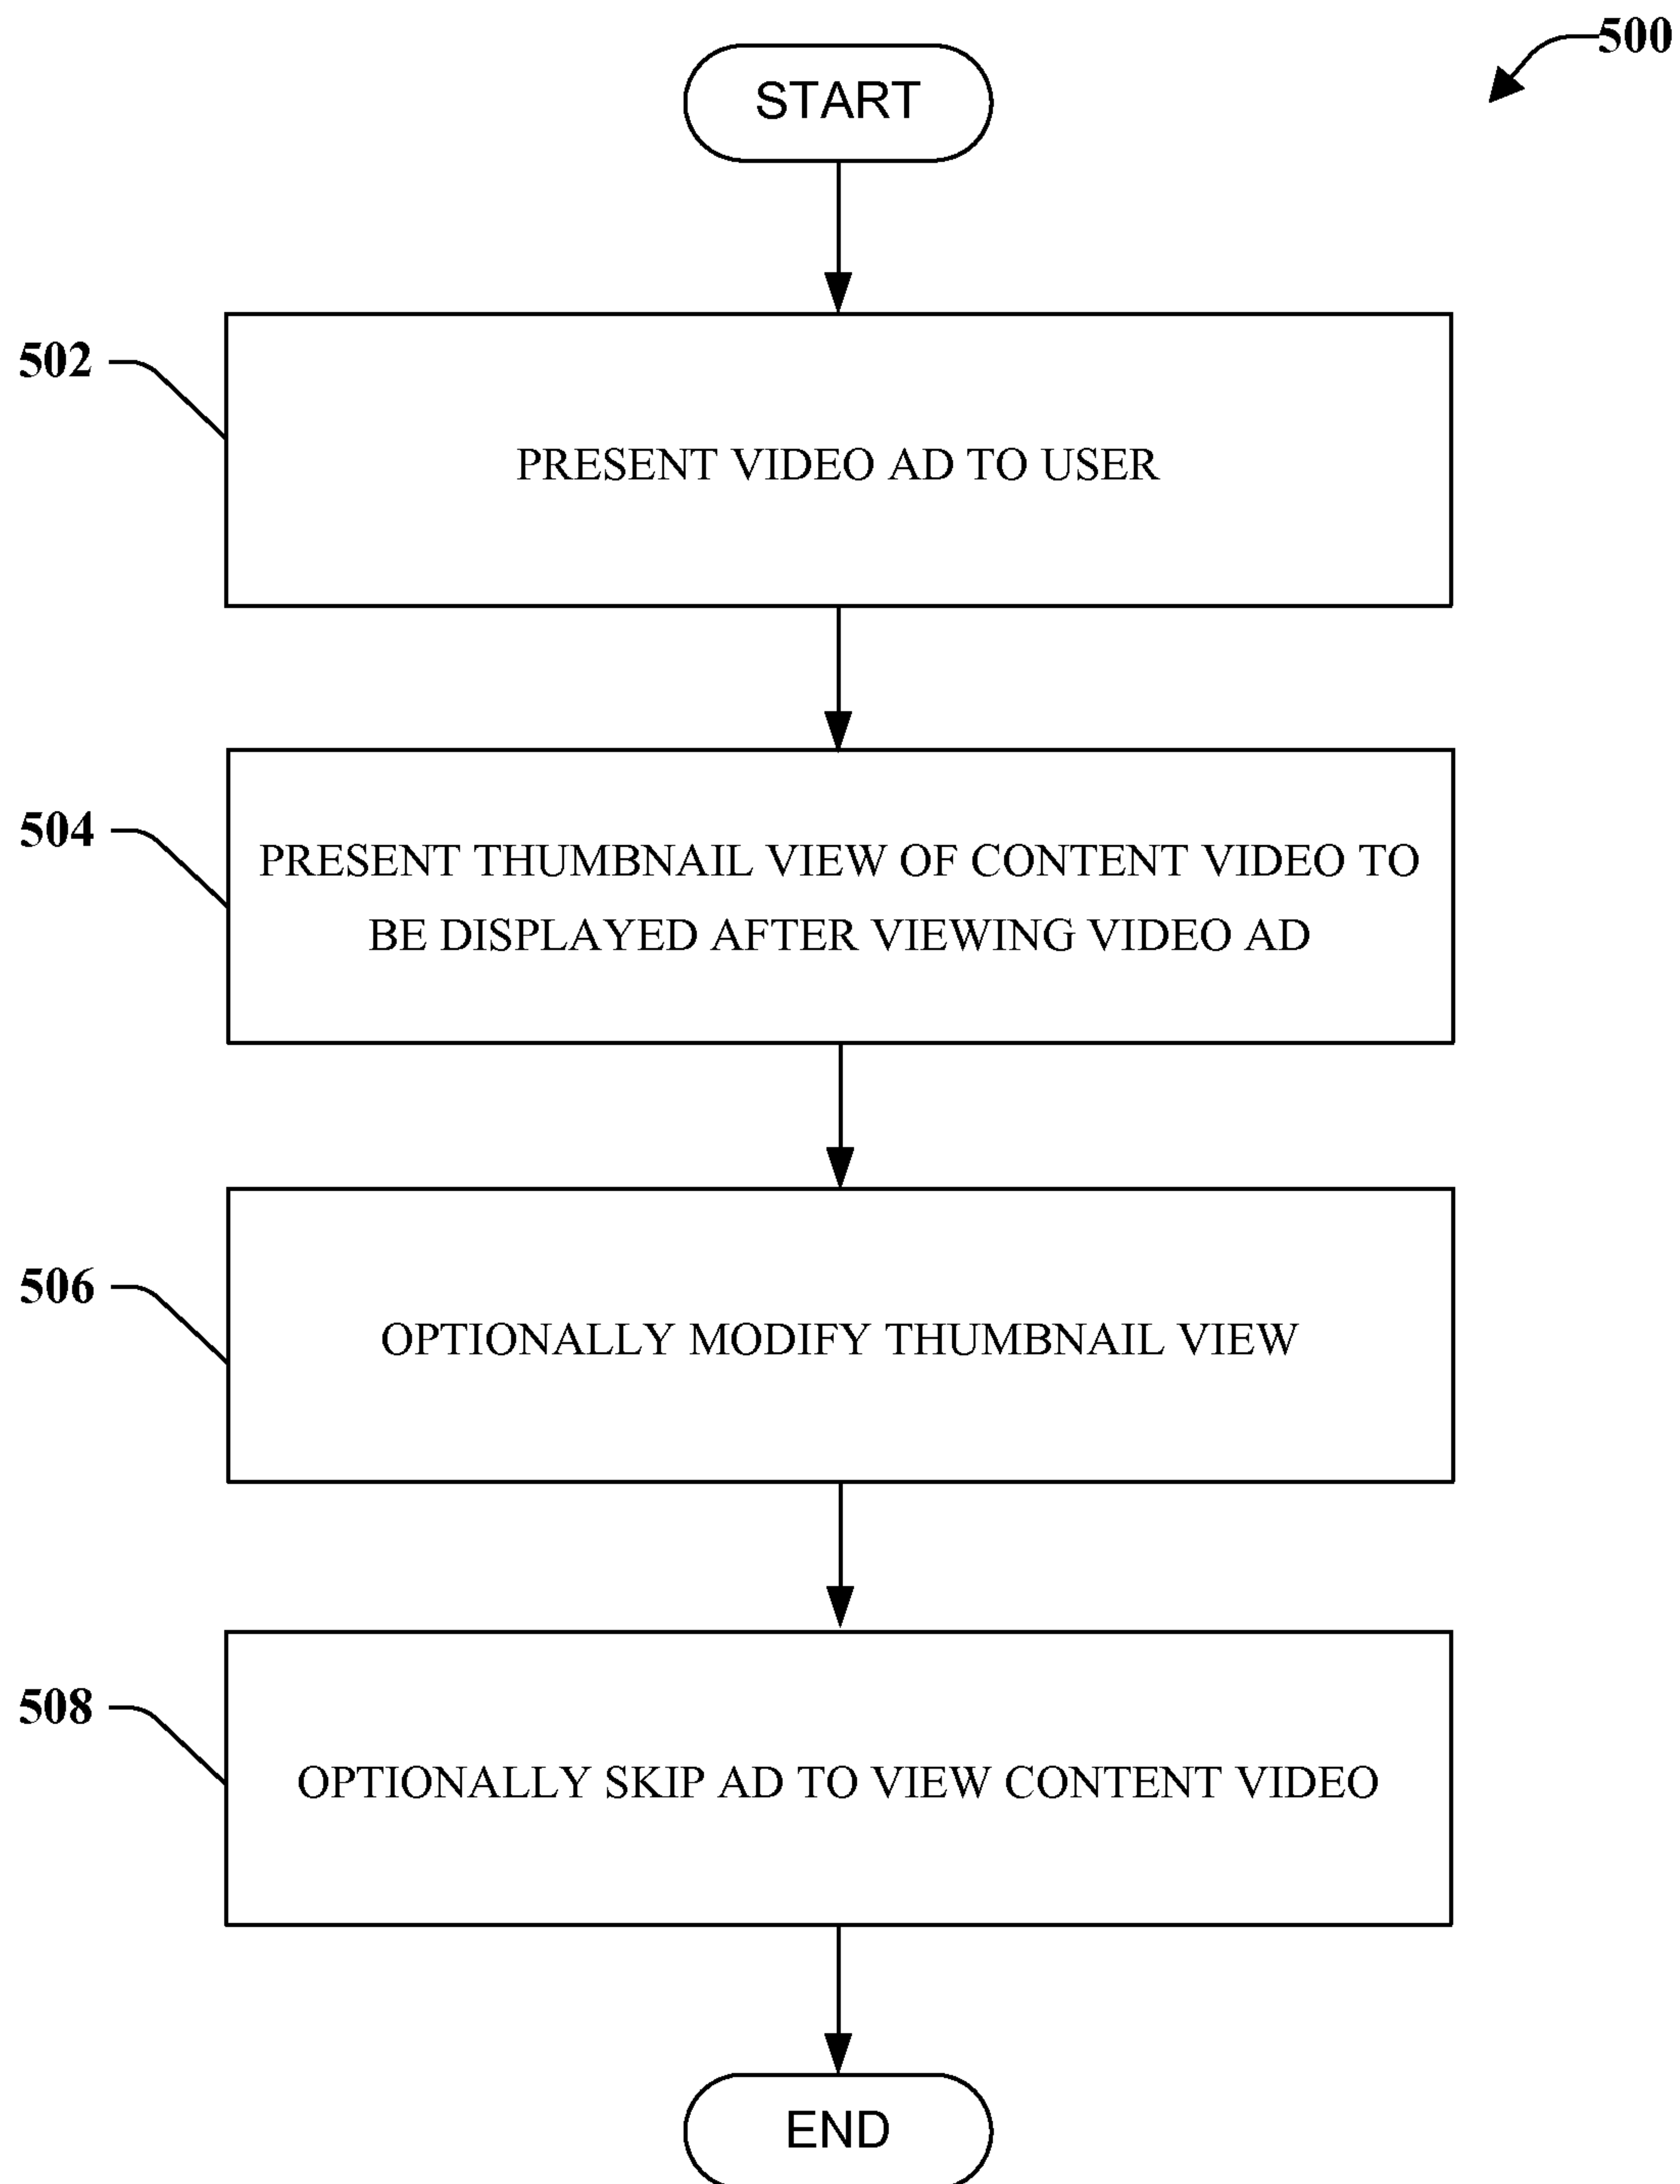 500
START
502
PRESENT VIDEO AD TO USER
504
PRESENT THUMBNAIL VIEW OF CONTENT VIDEO TO
BE DISPLAYED AFTER VIEWING VIDEO AD
506
OPTIONALLY MODIFY THUMBNAIL VIEW
508
OPTIONALLY SKIP AD TO VIEW CONTENT VIDEO
END